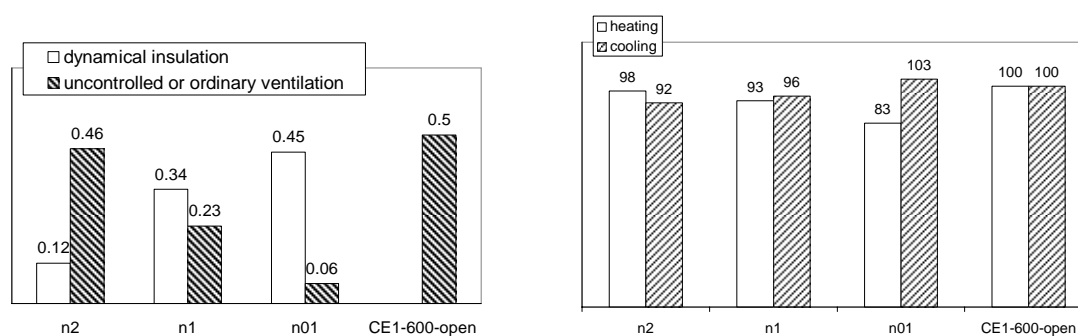 dynamical insulation
uncontrolled or ordinary ventilation
0.12 0.46 0.34 0.23 0.45 0.06 0.5
n2 n1 n01 CE1-600-open
heating
cooling
98 92 93 96 83 103 100 100
n2 n1 n01 CE1-600-open